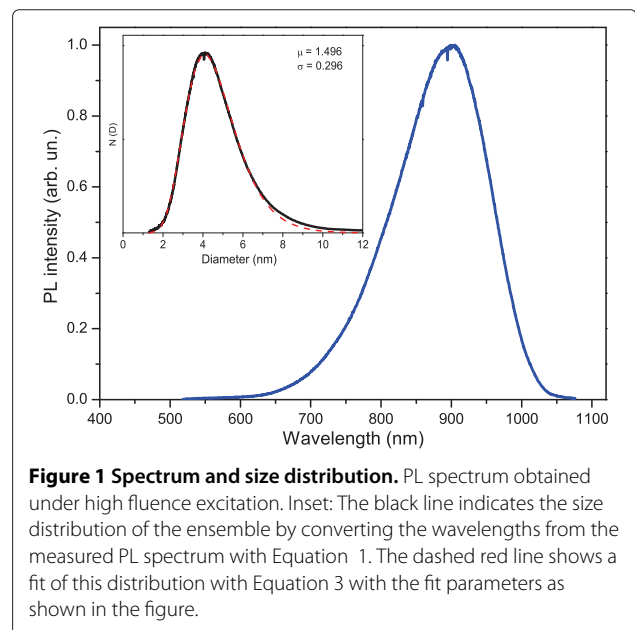 μ = 1.496
σ = 0.296
N (D)
0 2 4 6 8 10 12
Diameter (nm)
PL intensity (arb. un.)
1.0
0.8
0.6
0.4
0.2
0.0
400 500 600 700 800 900 1000 1100
Wavelength (nm)
Figure 1 Spectrum and size distribution. PL spectrum obtained
under high fluence excitation. Inset: The black line indicates the size
distribution of the ensemble by converting the wavelengths from the
measured PL spectrum with Equation 1. The dashed red line shows a
fit of this distribution with Equation 3 with the fit parameters as
shown in the figure.